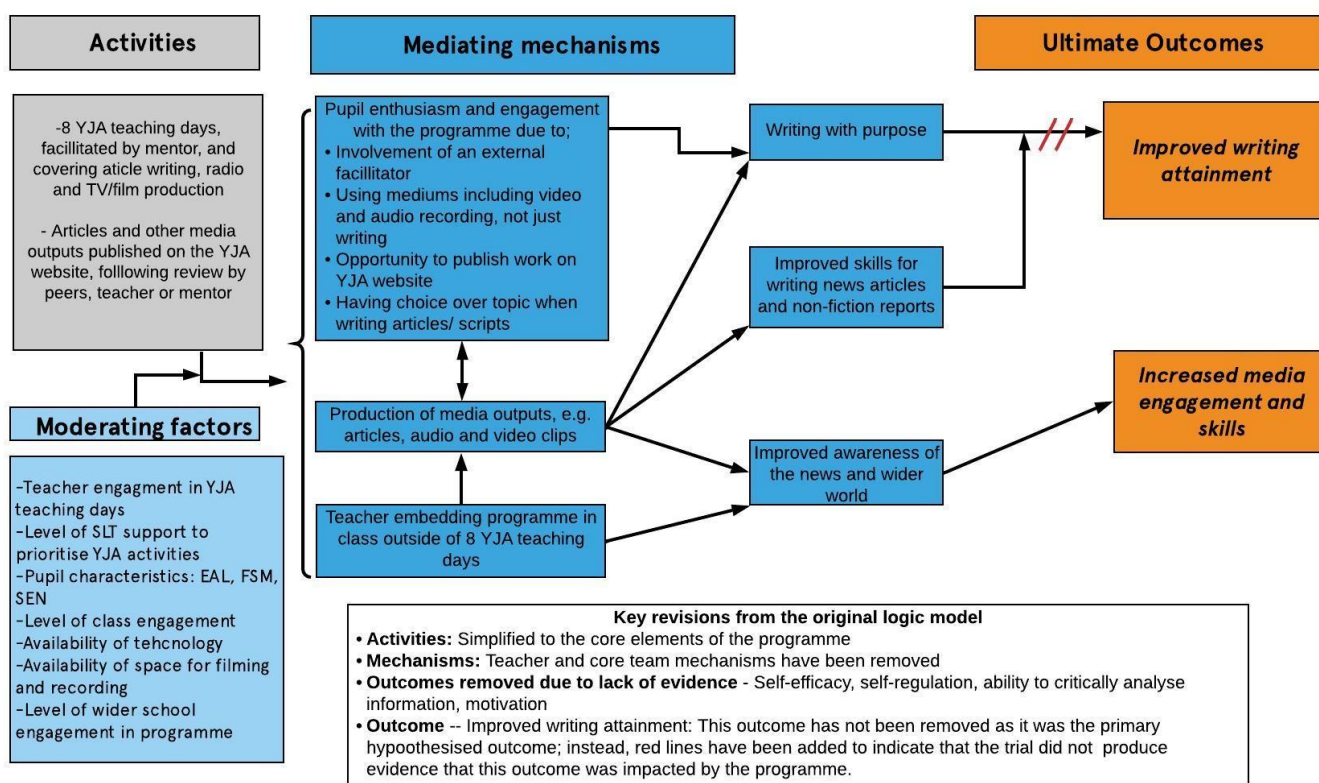 Activities
-8 YJA teaching days,
facillitated by mentor, and
covering aticle writing, radio
and TV/film production
- Articles and other media
outputs published on the YJA
website, folllowing review by
peers, teacher or mentor
Moderating factors
-Teacher engagment in YJA
teaching days
-Level of SLT support to
prioritise YJA activities
-Pupil characteristics: EAL, FSM,
SEN
-Level of class engagement
-Availability of tehcnology
-Availability of space for filming
and recording
-Level of wider school
engagement in programme
Mediating mechanisms
Pupil enthusiasm and engagement
with the programme due to;
• Involvement of an external
facillitator
• Using mediums including video
and audio recording, not just
writing
• Opportunity to publish work on
YJA website
• Having choice over topic when
writing articles/ scripts
Production of media outputs, e.g.
articles, audio and video clips
Teacher embedding programme in
class outside of 8 YJA teaching
days
Writing with purpose
Improved skills for
writing news articles
and non-fiction reports
Improved awareness of
the news and wider
world
Ultimate Outcomes
Improved writing
attainment
Increased media
engagement and
skills
Key revisions from the original logic model
• Activities: Simplified to the core elements of the programme
• Mechanisms: Teacher and core team mechanisms have been removed
• Outcomes removed due to lack of evidence - Self-efficacy, self-regulation, ability to critically analyse
information, motivation
• Outcome -- Improved writing attainment: This outcome has not been removed as it was the primary
hypoothesised outcome; instead, red lines have been added to indicate that the trial did not produce
evidence that this outcome was impacted by the programme.